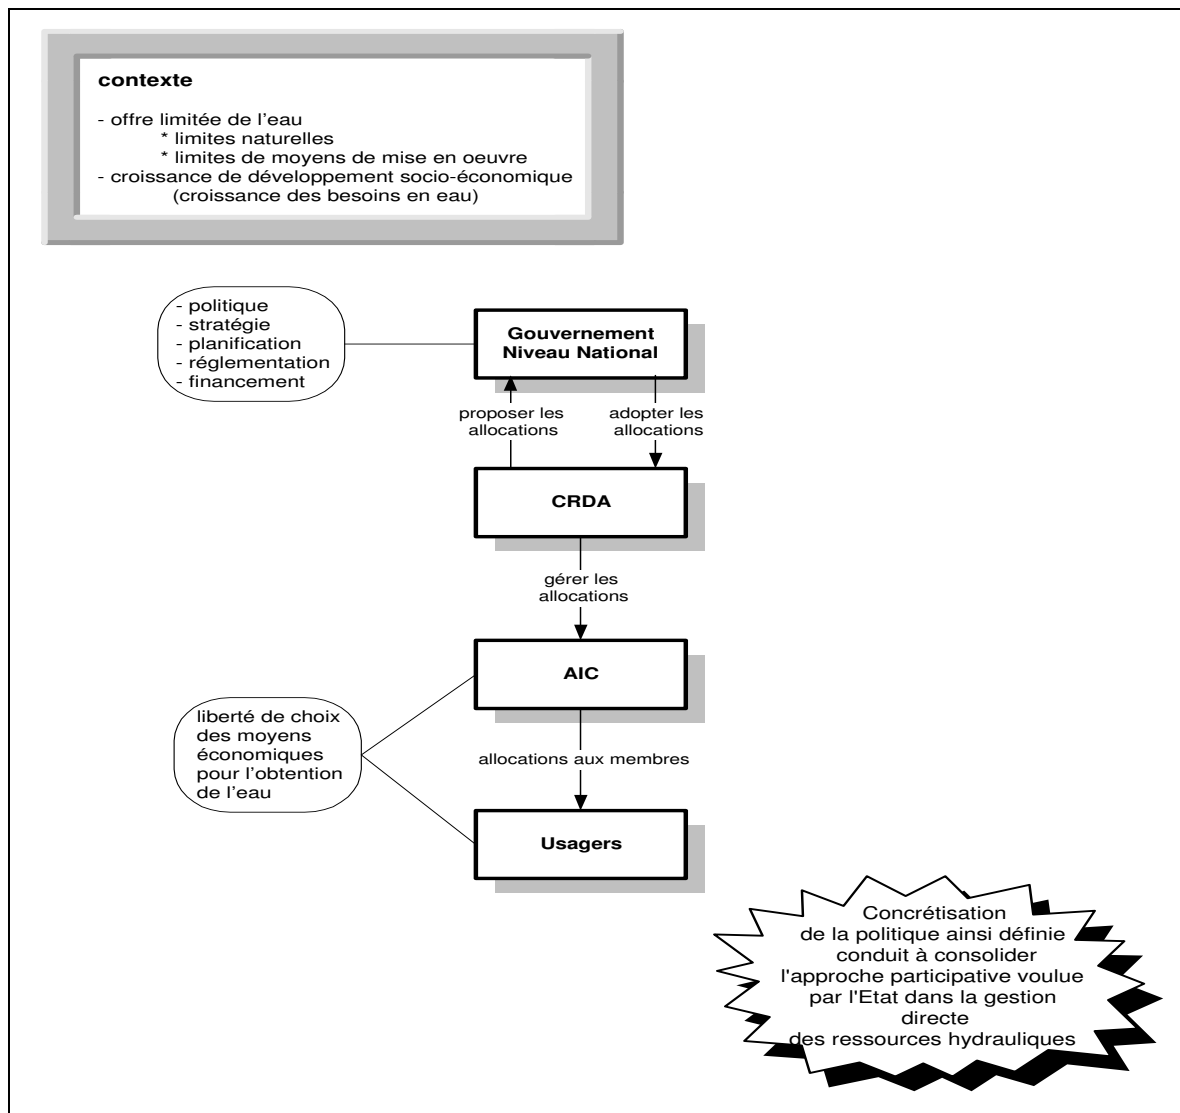 contexte
- offre limitée de l'eau
* limites naturelles
* limites de moyens de mise en oeuvre
- croissance de développement socio-économique
(croissance des besoins en eau)
- politique
- stratégie
- planification
- réglementation
- financement
Gouvernement
Niveau National
proposer les
allocations
adopter les
allocations
CRDA
gérer les
allocations
AIC
liberté de choix
des moyens
économiques
pour l'obtention
de l'eau
allocations aux membres
Usagers
Concrétisation
de la politique ainsi définie
conduit à consolider
l'approche participative voulue
par l'Etat dans la gestion
directe
des ressources hydrauliques